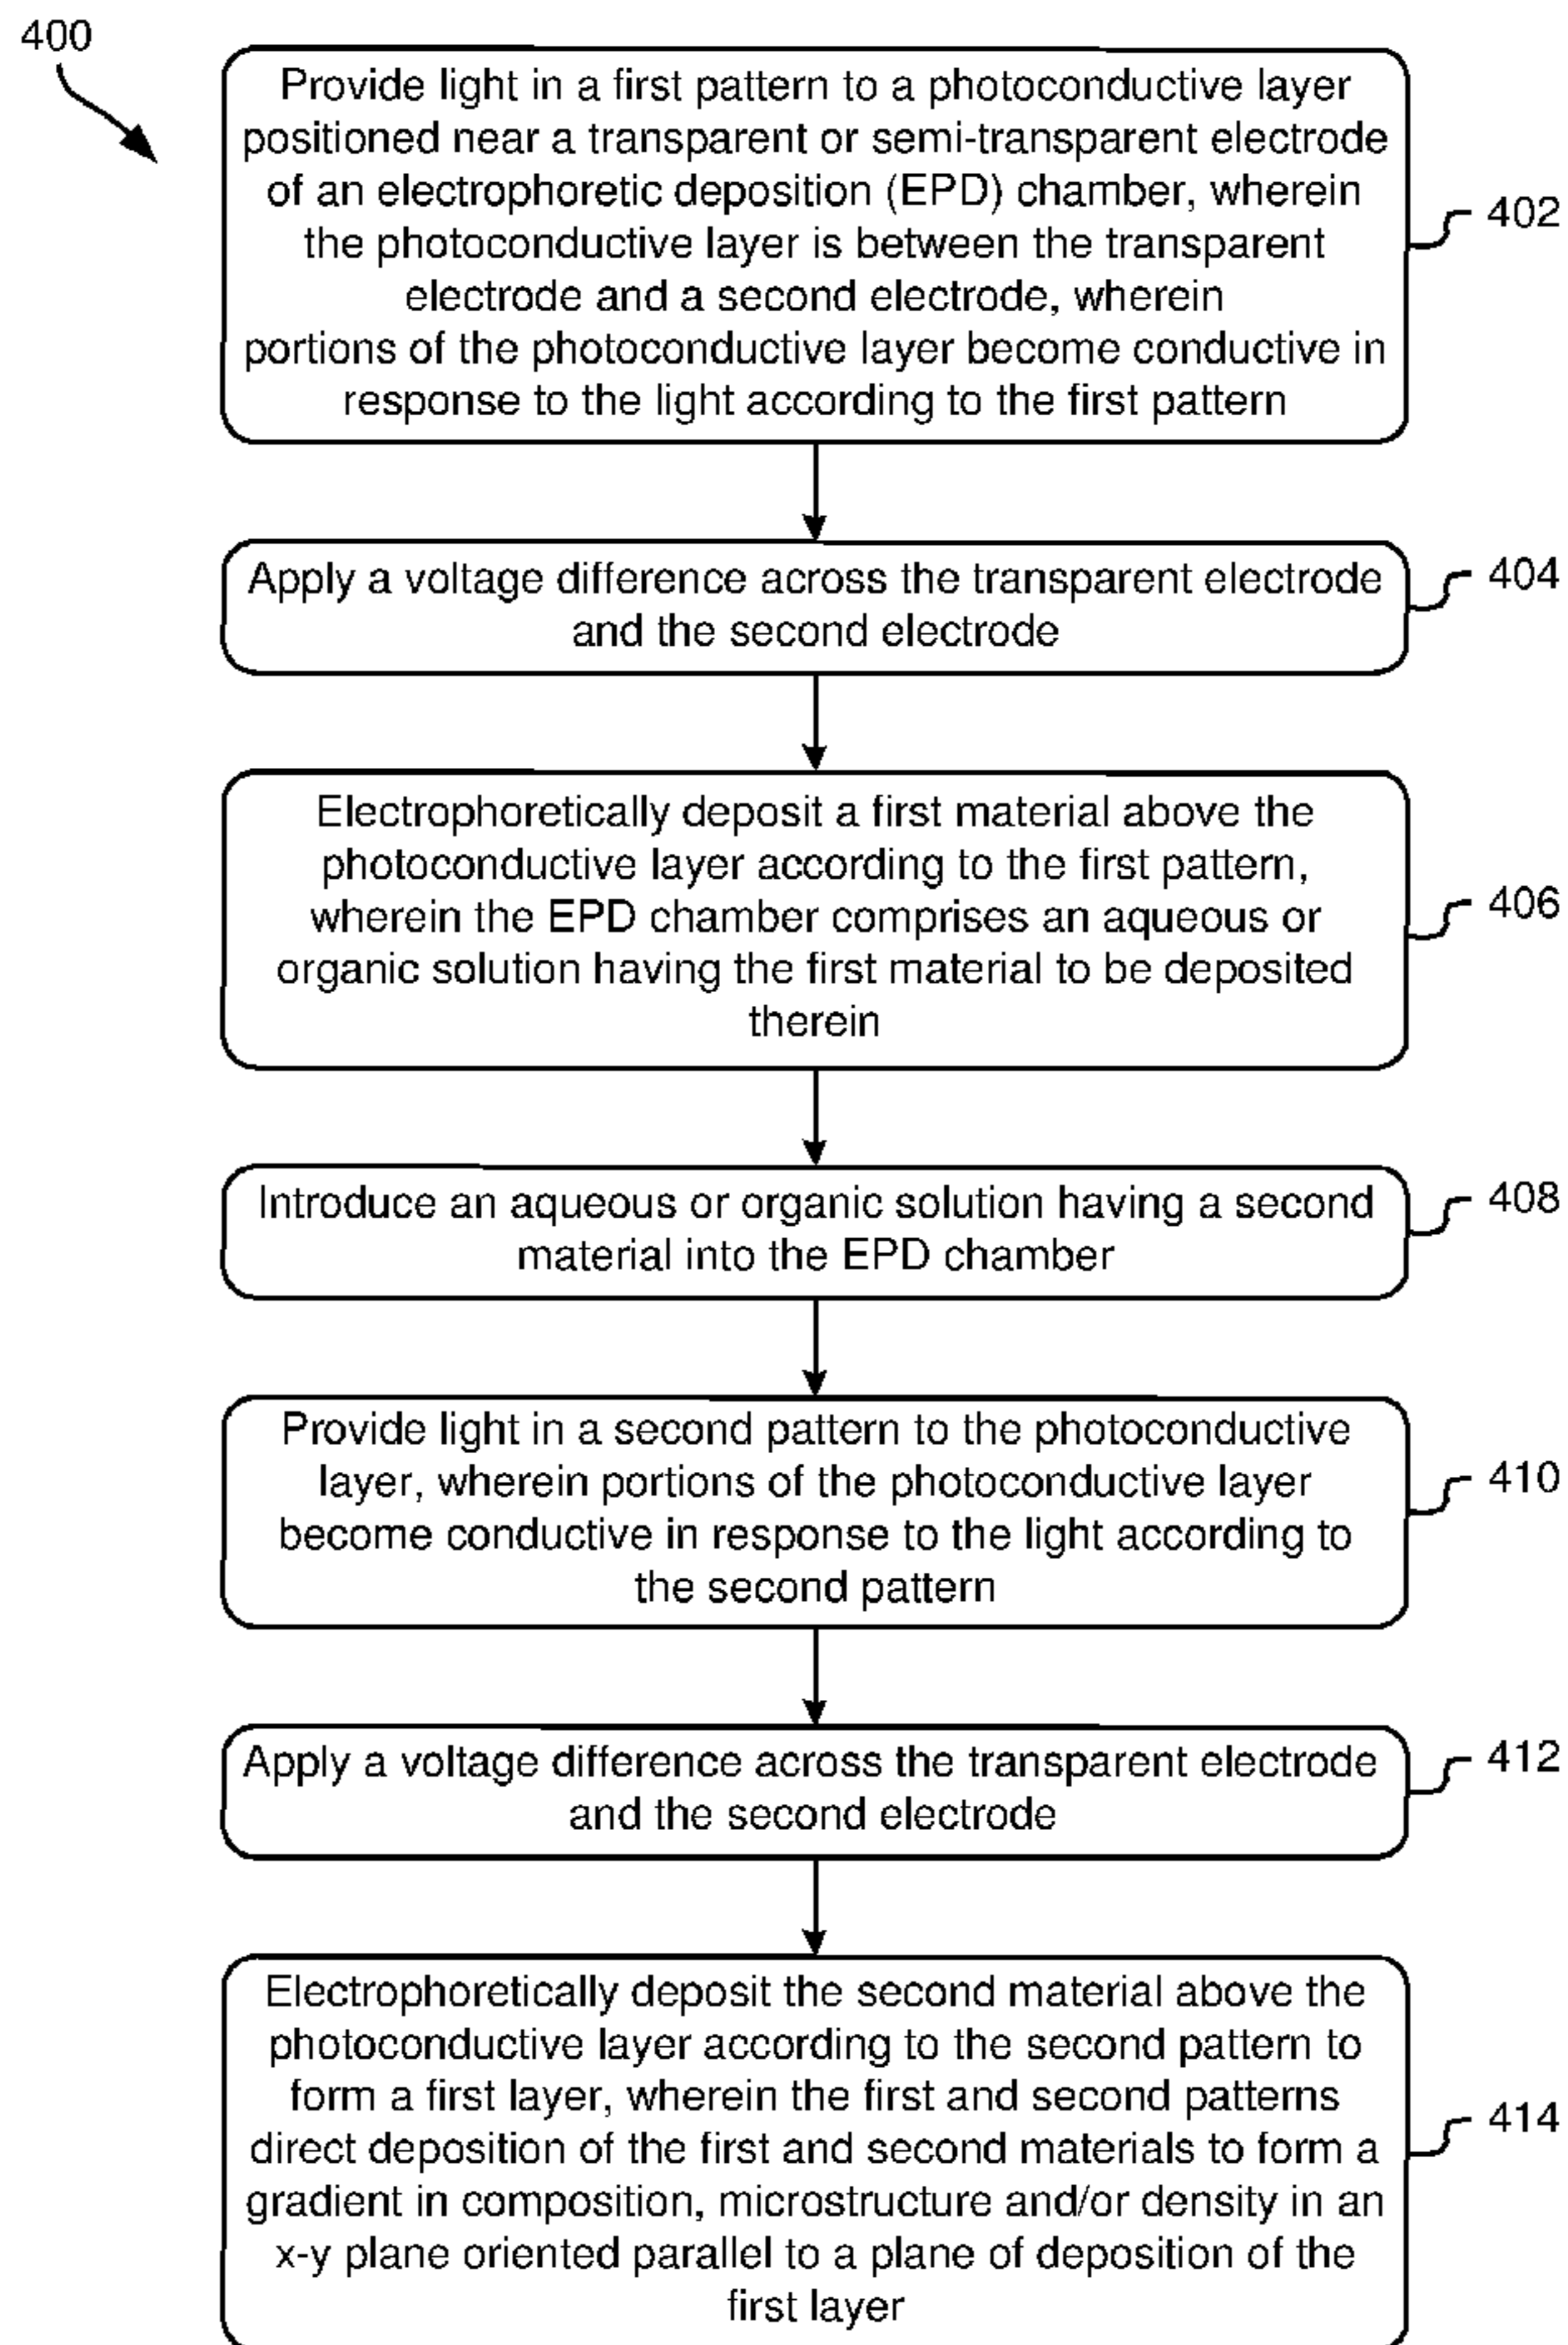 400
Provide light in a first pattern to a photoconductive layer
positioned near a transparent or semi-transparent electrode
of an electrophoretic deposition (EPD) chamber, wherein
the photoconductive layer is between the transparent
electrode and a second electrode, wherein
portions of the photoconductive layer become conductive in
response to the light according to the first pattern
402
Apply a voltage difference across the transparent electrode
and the second electrode
404
Electrophoretically deposit a first material above the
photoconductive layer according to the first pattern,
wherein the EPD chamber comprises an aqueous or
organic solution having the first material to be deposited
therein
406
Introduce an aqueous or organic solution having a second
material into the EPD chamber
408
Provide light in a second pattern to the photoconductive
layer, wherein portions of the photoconductive layer
become conductive in response to the light according to
the second pattern
410
Apply a voltage difference across the transparent electrode
and the second electrode
412
Electrophoretically deposit the second material above the
photoconductive layer according to the second pattern to
form a first layer, wherein the first and second patterns
direct deposition of the first and second materials to form a
gradient in composition, microstructure and/or density in an
x-y plane oriented parallel to a plane of deposition of the
first layer
414